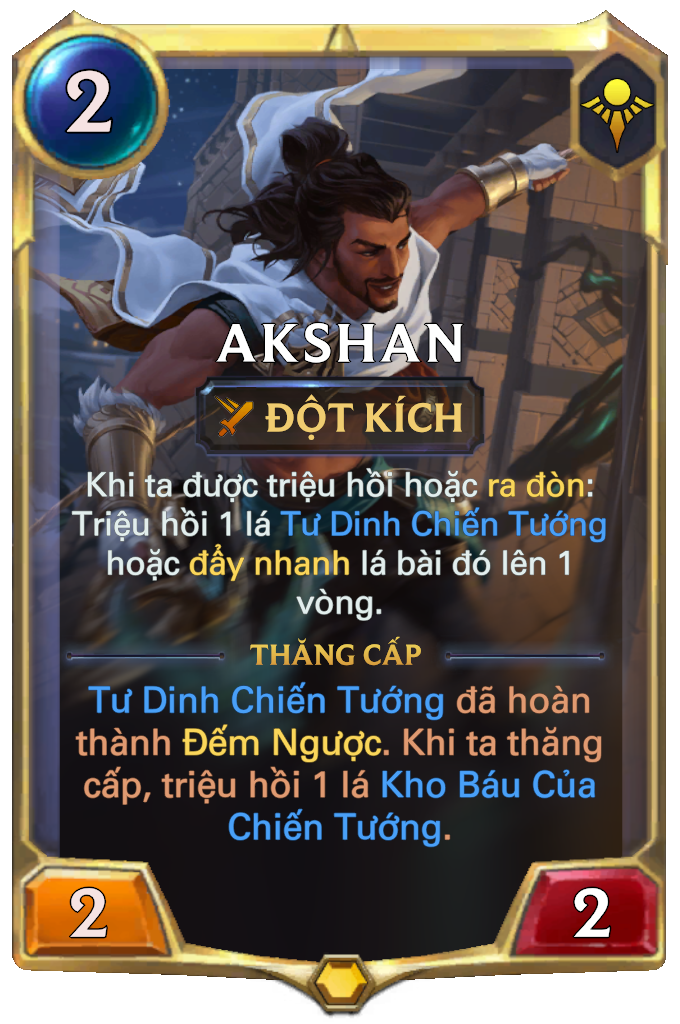 2
AKSHAN
ĐỘT KÍCH
Khi ta được triệu hồi hoặc ra đòn:
Triệu hồi 1 lá Tư Dinh Chiến Tướng
hoặc đẩy nhanh lá bài đó lên 1
vòng.
THĂNG CẤP
Tư Dinh Chiến Tướng đã hoàn
thành Đếm Ngược. Khi ta thăng
cấp, triệu hồi 1 lá Kho Báu Của
Chiến Tướng.
2
2